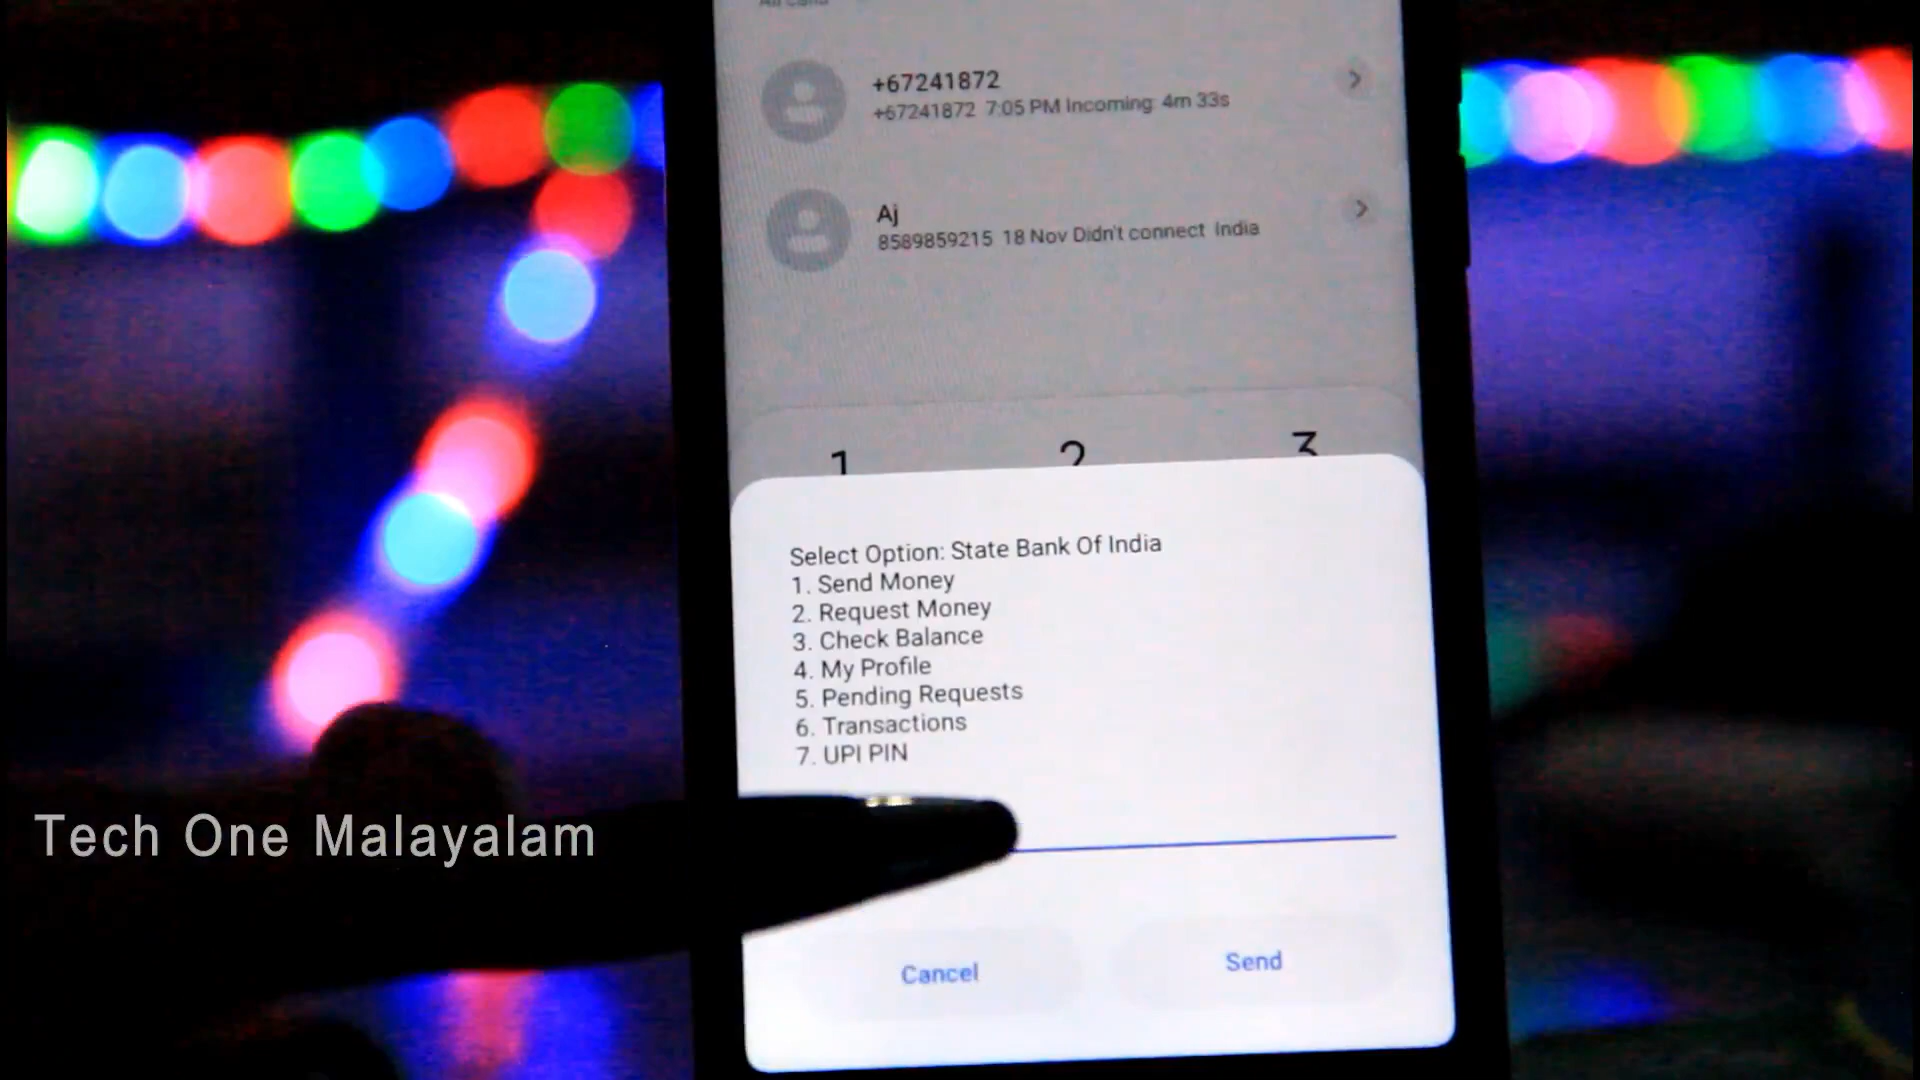 All calls
+67241872
+67241872 7:05 PM Incoming: 4m 33s
Aj
8589859215 18 Nov Didn't connect India
1 2 3
Select Option: State Bank Of India
1. Send Money
2. Request Money
3. Check Balance
4. My Profile
5. Pending Requests
6. Transactions
7. UPI PIN
Tech One Malayalam
Cancel Send